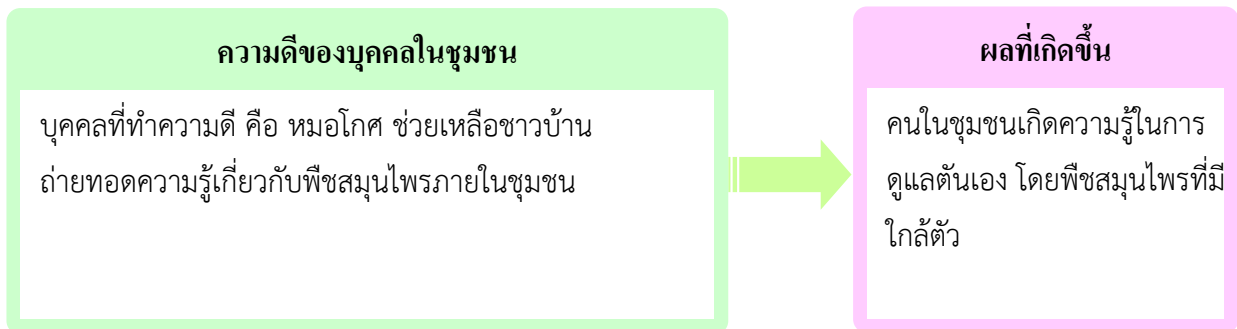 ความดีของบุคคลในชุมชน
บุคคลที่ทำความดี คือ หมอโกศ ช่วยเหลือชาวบ้าน
ถ่ายทอดความรู้เกี่ยวกับพืชสมุนไพรภายในชุมชน
ผลที่เกิดขึ้น
คนในชุมชนเกิดความรู้ในการ
ดูแลตันเอง โดยพืชสมุนไพรที่มี
ใกล้ตัว